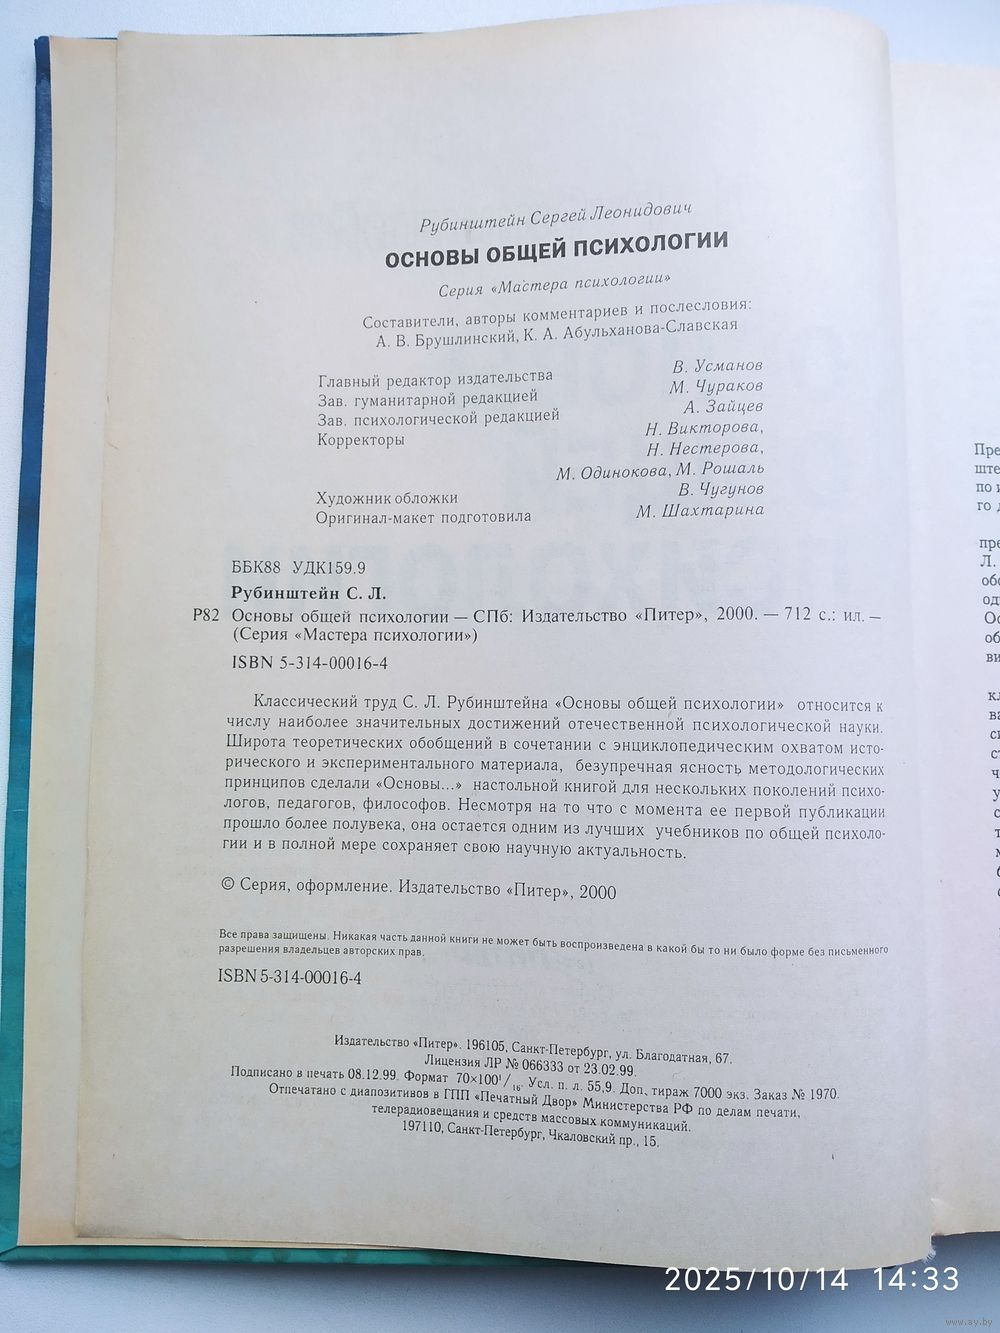 Рубинштейн Сергей Леонидович
ОСНОВЫ ОБЩЕЙ ПСИХОЛОГИИ
Серия «Мастера психологии»
Составители, авторы комментариев и послесловия:
А. В. Брушлинский, К. А. Абульханова-Славская
Главный редактор издательства В. Усманов
Зав. гуманитарной редакцией М. Чураков
Зав. психологической редакцией А. Зайцев
Корректоры Н. Викторова,
Н. Нестерова,
М. Одинокова, М. Рошаль
Художник обложки В. Чугунов
Оригинал-макет подготовила М. Шахтарина
ББК88 УДК159.9
Рубинштейн С. Л.
Р82 Основы общей психологии — СПб: Издательство «Питер», 2000. — 712 с.: ил. —
(Серия «Мастера психологии»)
ISBN 5-314-00016-4
Классический труд С. Л. Рубинштейна «Основы общей психологии» относится к
числу наиболее значительных достижений отечественной психологической науки.
Широта теоретических обобщений в сочетании с энциклопедическим охватом исто-
рического и экспериментального материала, безупречная ясность методологических
принципов сделали «Основы...» настольной книгой для нескольких поколений психо-
логов, педагогов, философов. Несмотря на то что с момента ее первой публикации
прошло более полувека, она остается одним из лучших учебников по общей психоло-
гии и в полной мере сохраняет свою научную актуальность.
© Серия, оформление. Издательство «Питер», 2000
Все права защищены. Никакая часть данной книги не может быть воспроизведена в какой бы то ни было форме без письменного
разрешения владельцев авторских прав.
ISBN 5-314-00016-4
Издательство «Питер». 196105, Санкт-Петербург, ул. Благодатная, 67.
Лицензия ЛР № 066333 от 23.02.99.
Подписано в печать 08.12.99. Формат 70×100¹/₁₆. Усл. п. л. 55,9. Доп. тираж 7000 экз. Заказ № 1970.
Отпечатано с диапозитивов в ГПП «Печатный Двор» Министерства РФ по делам печати,
телерадиовещания и средств массовых коммуникаций.
197110, Санкт-Петербург, Чкаловский пр., 15.
2025/10/14 14:33
www.ay.by